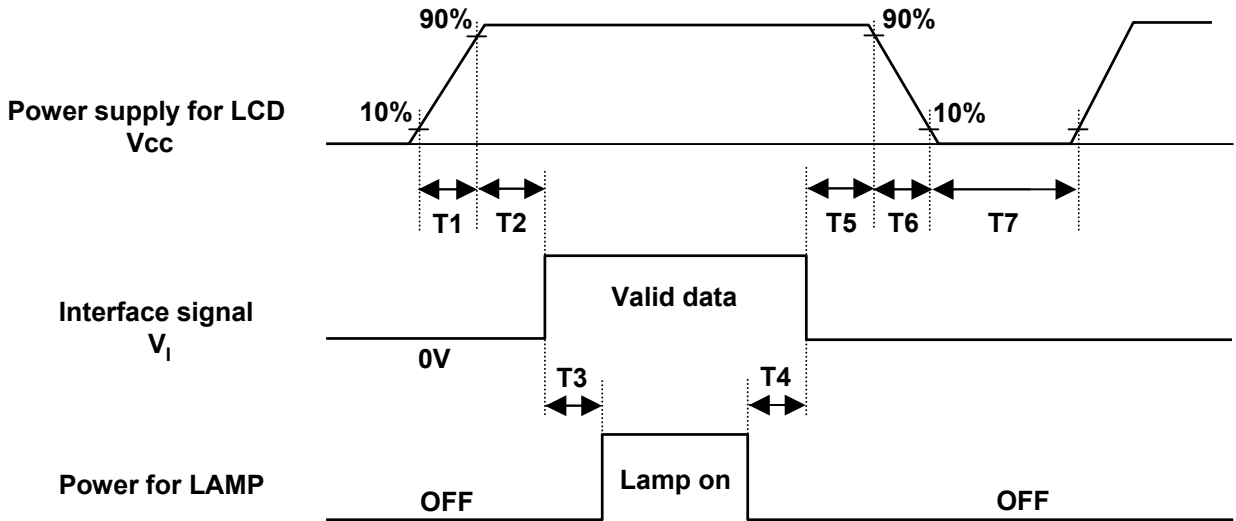 90%
90%
Power supply for LCD
Vcc
10%
10%
T1
T2
T5
T6
T7
Interface signal
VI
Valid data
0V
T3
T4
Power for LAMP
OFF
Lamp on
OFF